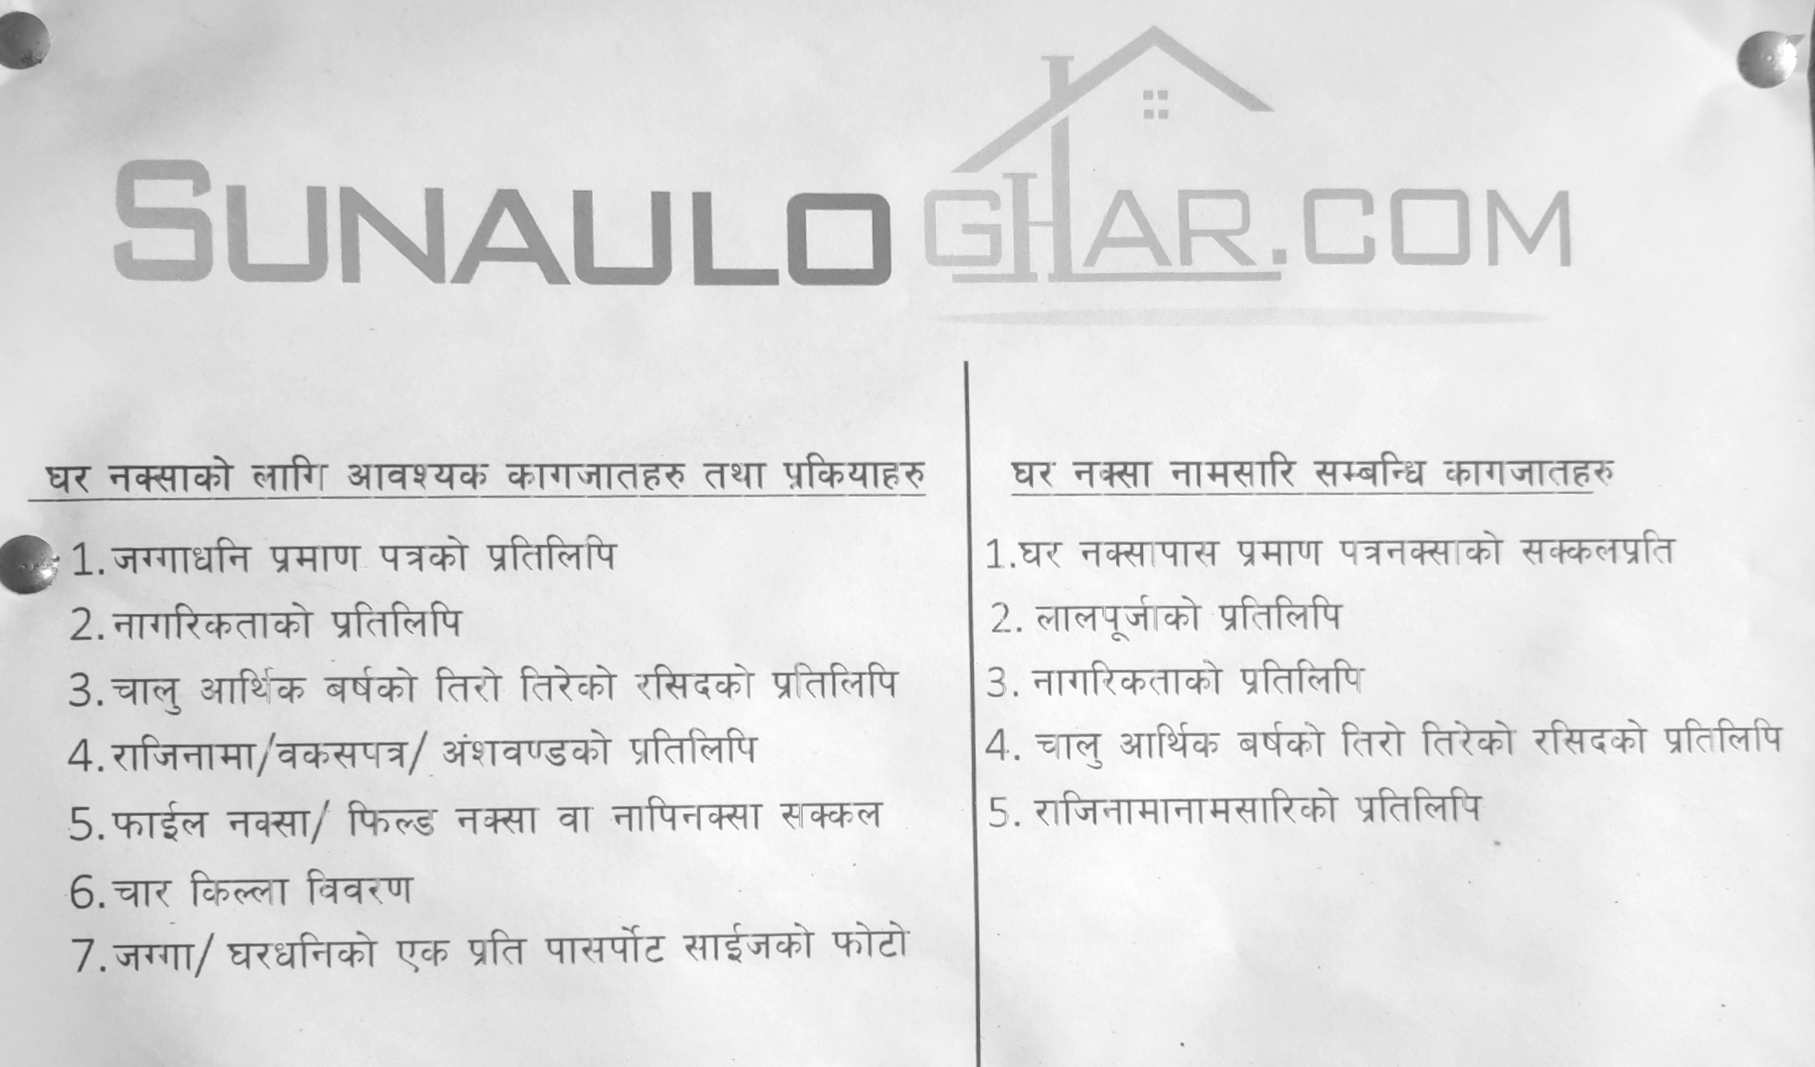 SUNAULO GHAR.COM
घर नक्साको लागि आवश्यक कागजातहरु तथा प्रकियाहरु
1. जग्गाधनि प्रमाण पत्रको प्रतिलिपि
2. नागरिकताको प्रतिलिपि
3. चालु आर्थिक बर्षको तिरो तिरेको रसिदको प्रतिलिपि
4. राजिनामा/वकसपत्र/ अंशवण्डको प्रतिलिपि
5. फाईल नक्सा/ फिल्ड नक्सा वा नापिनक्सा सक्कल
6. चार किल्ला विवरण
7. जग्गा/ घरधनिको एक प्रति पासर्पोट साईजको फोटो
घर नक्सा नामसारि सम्बन्धि कागजातहरु
1.घर नक्सापास प्रमाण पत्रनक्साको सक्कलप्रति
2. लालपूर्जाको प्रतिलिपि
3. नागरिकताको प्रतिलिपि
4. चालु आर्थिक बर्षको तिरो तिरेको रसिदको प्रतिलिपि
5. राजिनामानामसारिको प्रतिलिपि